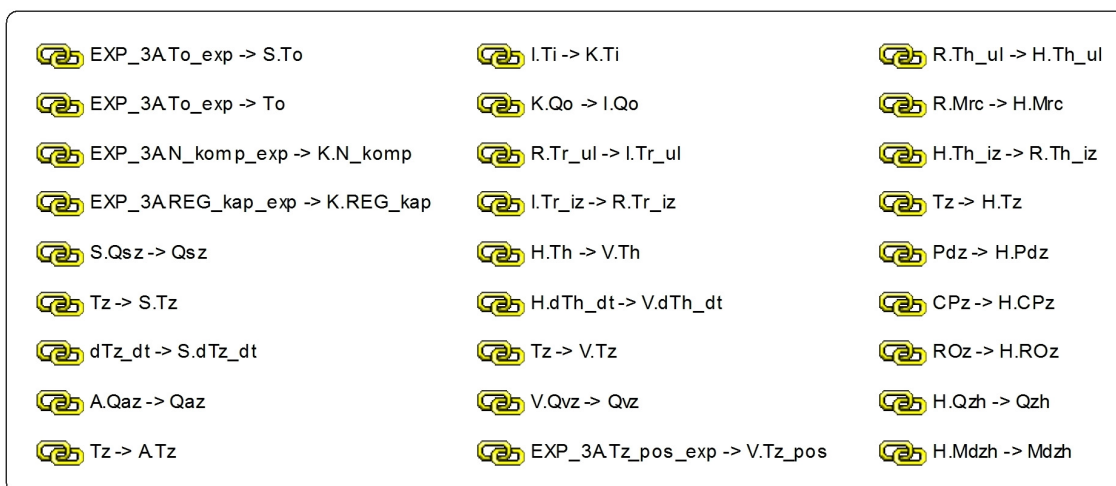 EXP_3A.To_exp -> S.To
EXP_3A.To_exp -> To
EXP_3A.N_komp_exp -> K.N_komp
EXP_3A.REG_kap_exp -> K.REG_kap
S.Qsz -> Qsz
Tz -> S.Tz
dTz_dt -> S.dTz_dt
A.Qaz -> Qaz
Tz -> A.Tz
I.Ti -> K.Ti
K.Qo -> I.Qo
R.Tr_ul -> I.Tr_ul
I.Tr_iz -> R.Tr_iz
H.Th -> V.Th
H.dTh_dt -> V.dTh_dt
Tz -> V.Tz
V.Qvz -> Qvz
EXP_3A.Tz_pos_exp -> V.Tz_pos
R.Th_ul -> H.Th_ul
R.Mrc -> H.Mrc
H.Th_iz -> R.Th_iz
Tz -> H.Tz
Pdz -> H.Pdz
CPz -> H.CPz
ROz -> H.ROz
H.Qzh -> Qzh
H.Mdzh -> Mdzh